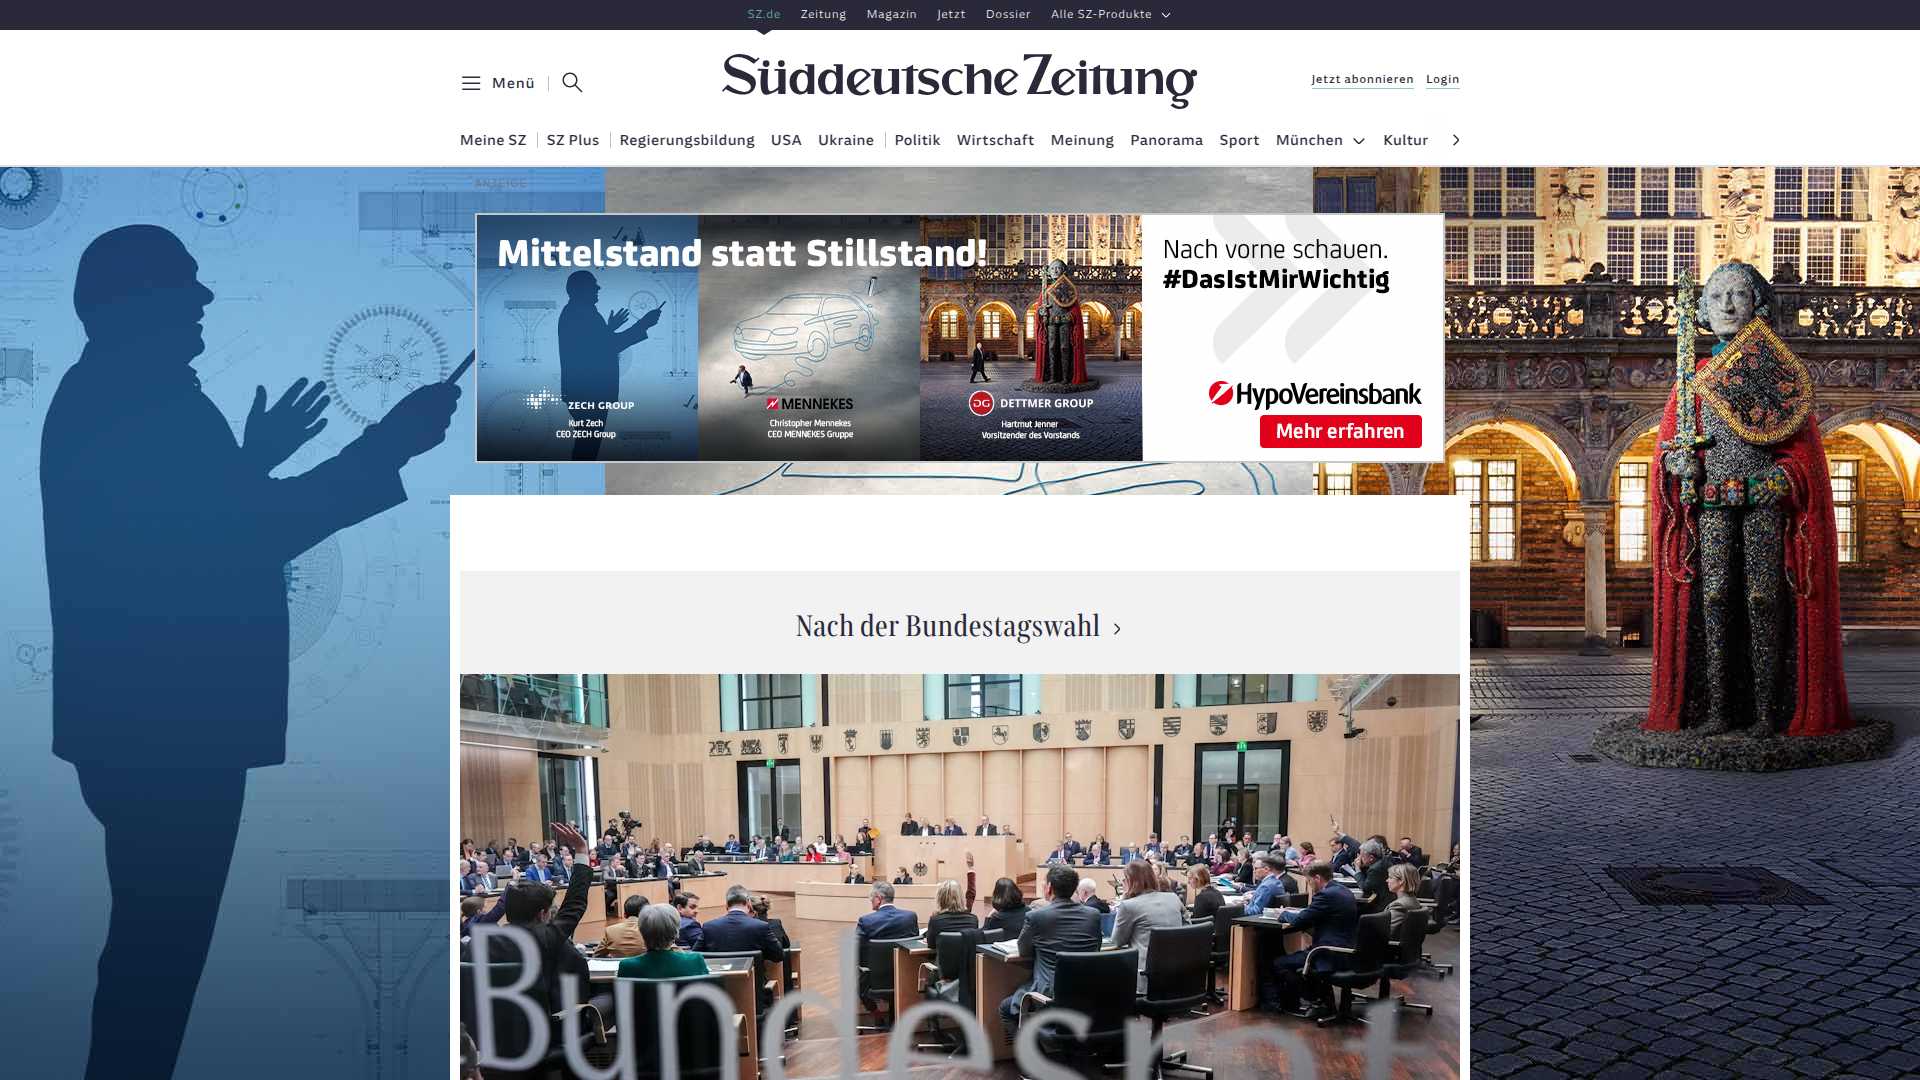 SZ.de Zeitung Magazin Jetzt Dossier Alle SZ-Produkte
Menü
Süddeutsche Zeitung
Jetzt abonnieren Login
Meine SZ SZ Plus Regierungsbildung USA Ukraine Politik Wirtschaft Meinung Panorama Sport München Kultur
ANZEIGE
Mittelstand statt Stillstand!
ZECH GROUP
Kurt Zech
CEO ZECH Group
MENNEKES
Christopher Mennekes
CEO MENNEKES Gruppe
DG DETTMER GROUP
Hartmut Jenner
Vorsitzender des Vorstands
Nach vorne schauen.
#DasIstMirWichtig
HypoVereinsbank
Mehr erfahren
Nach der Bundestagswahl
Bundesrat